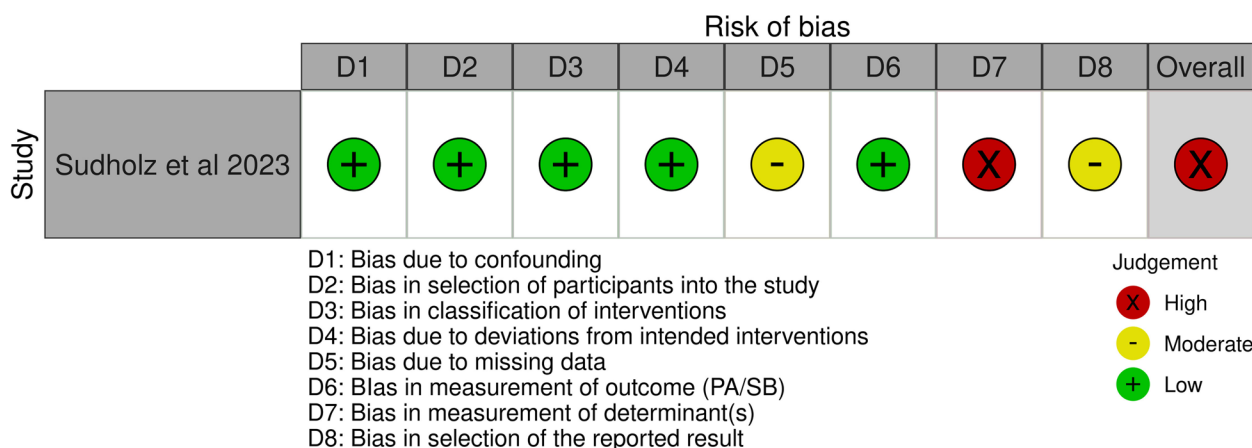 Risk of bias
D1 D2 D3 D4 D5 D6 D7 D8 Overall
Study
Sudholz et al 2023 + + + + - + X - X
D1: Bias due to confounding
D2: Bias in selection of participants into the study
D3: Bias in classification of interventions
D4: Bias due to deviations from intended interventions
D5: Bias due to missing data
D6: BIas in measurement of outcome (PA/SB)
D7: Bias in measurement of determinant(s)
D8: Bias in selection of the reported result
Judgement
X High
- Moderate
+ Low